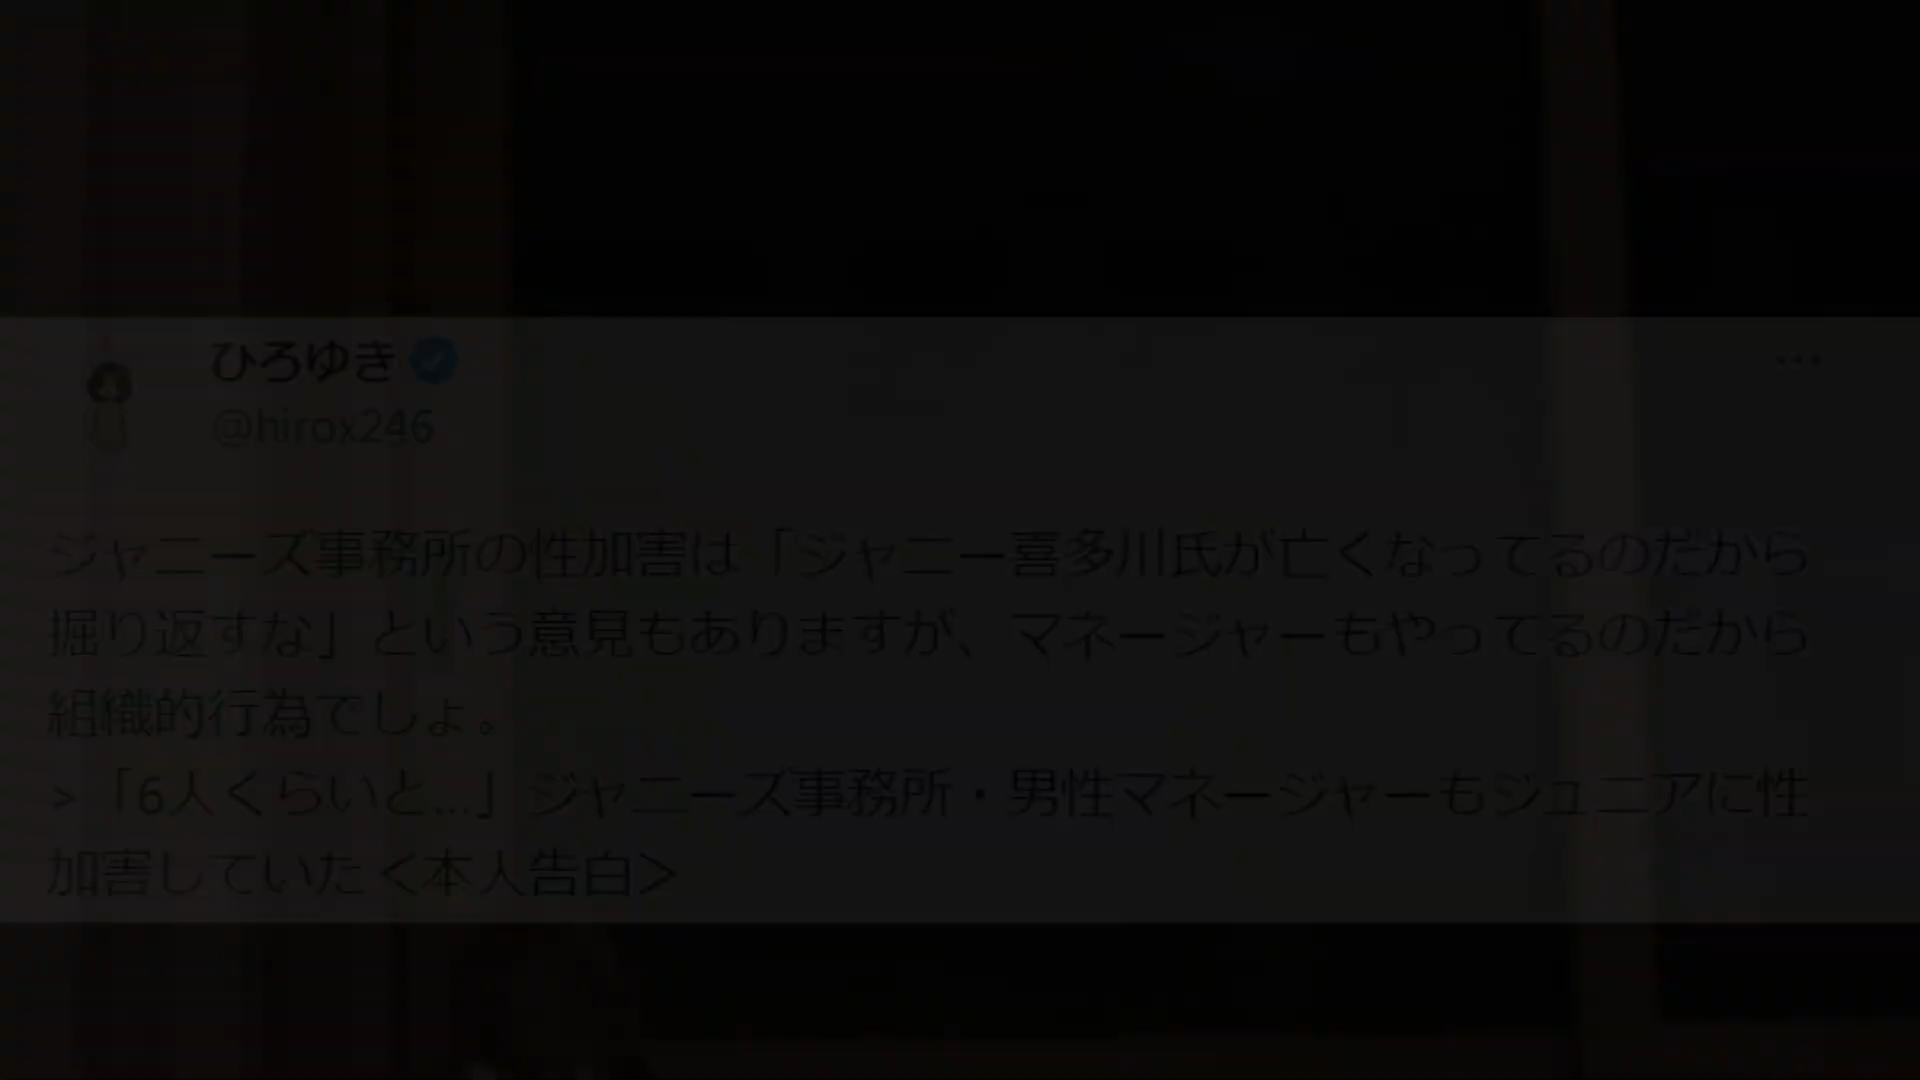 ひろゆき
@hirox246
ジャニーズ事務所の性加害は「ジャニー喜多川氏が亡くなってるのだから
掘り返すな」という意見もありますが、マネージャーもやってるのだから
組織的行為でしょ。
>「6人くらいと...」ジャニーズ事務所・男性マネージャーもジュニアに性
加害していた＜本人告白＞